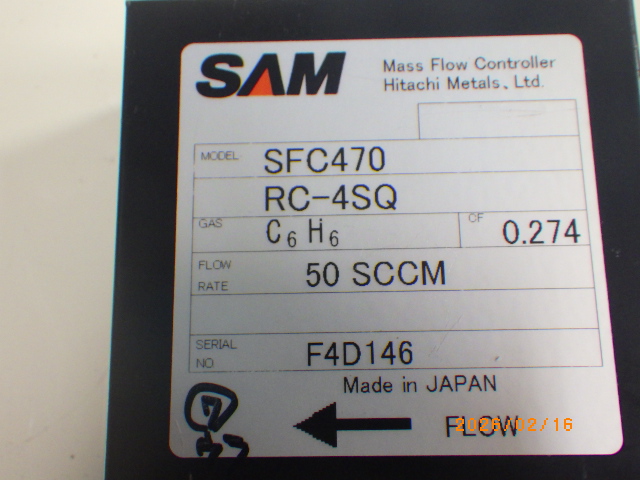 SAM
Mass Flow Controller
Hitachi Metals、Ltd.
MODEL SFC470
RC-4SQ
GAS C₆H₆ CF 0.274
FLOW RATE 50 SCCM
SERIAL NO F4D146
Made in JAPAN
FLOW
2026/02/16